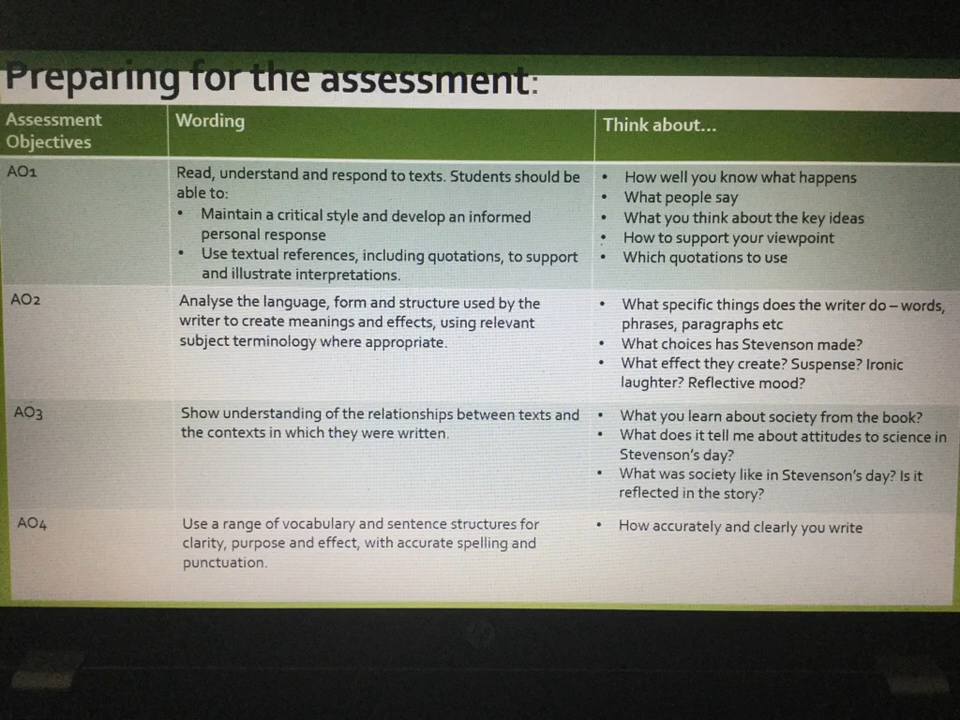 Preparing for the assessment:
Assessment
Objectives
Wording
Think about...
AO1
Read, understand and respond to texts. Students should be
able to:
• Maintain a critical style and develop an informed
personal response
• Use textual references, including quotations, to support
and illustrate interpretations.
• How well you know what happens
• What people say
• What you think about the key ideas
• How to support your viewpoint
• Which quotations to use
AO2
Analyse the language, form and structure used by the
writer to create meanings and effects, using relevant
subject terminology where appropriate.
• What specific things does the writer do – words,
phrases, paragraphs etc
• What choices has Stevenson made?
• What effect they create? Suspense? Ironic
laughter? Reflective mood?
AO3
Show understanding of the relationships between texts and
the contexts in which they were written.
• What you learn about society from the book?
• What does it tell me about attitudes to science in
Stevenson's day?
• What was society like in Stevenson's day? Is it
reflected in the story?
AO4
Use a range of vocabulary and sentence structures for
clarity, purpose and effect, with accurate spelling and
punctuation.
• How accurately and clearly you write
hp